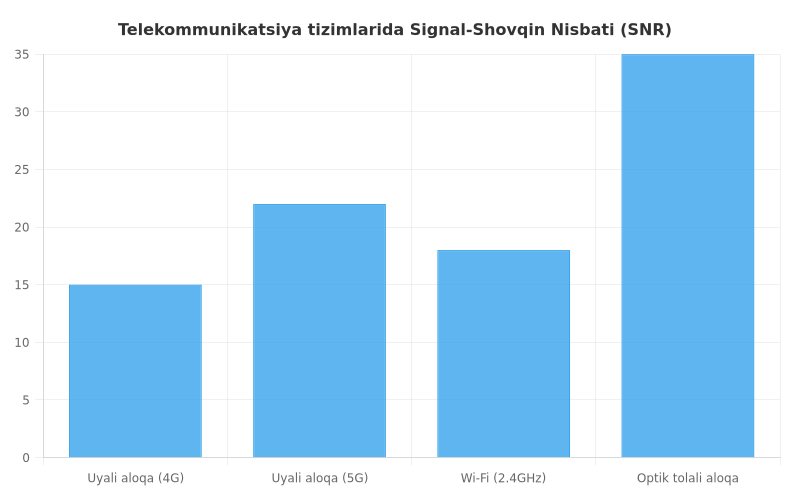 Telekommunikatsiya tizimlarida Signal-Shovqin Nisbati (SNR)
35
30
25
20
15
10
5
0
Uyali aloqa (4G)
Uyali aloqa (5G)
Wi-Fi (2.4GHz)
Optik tolali aloqa